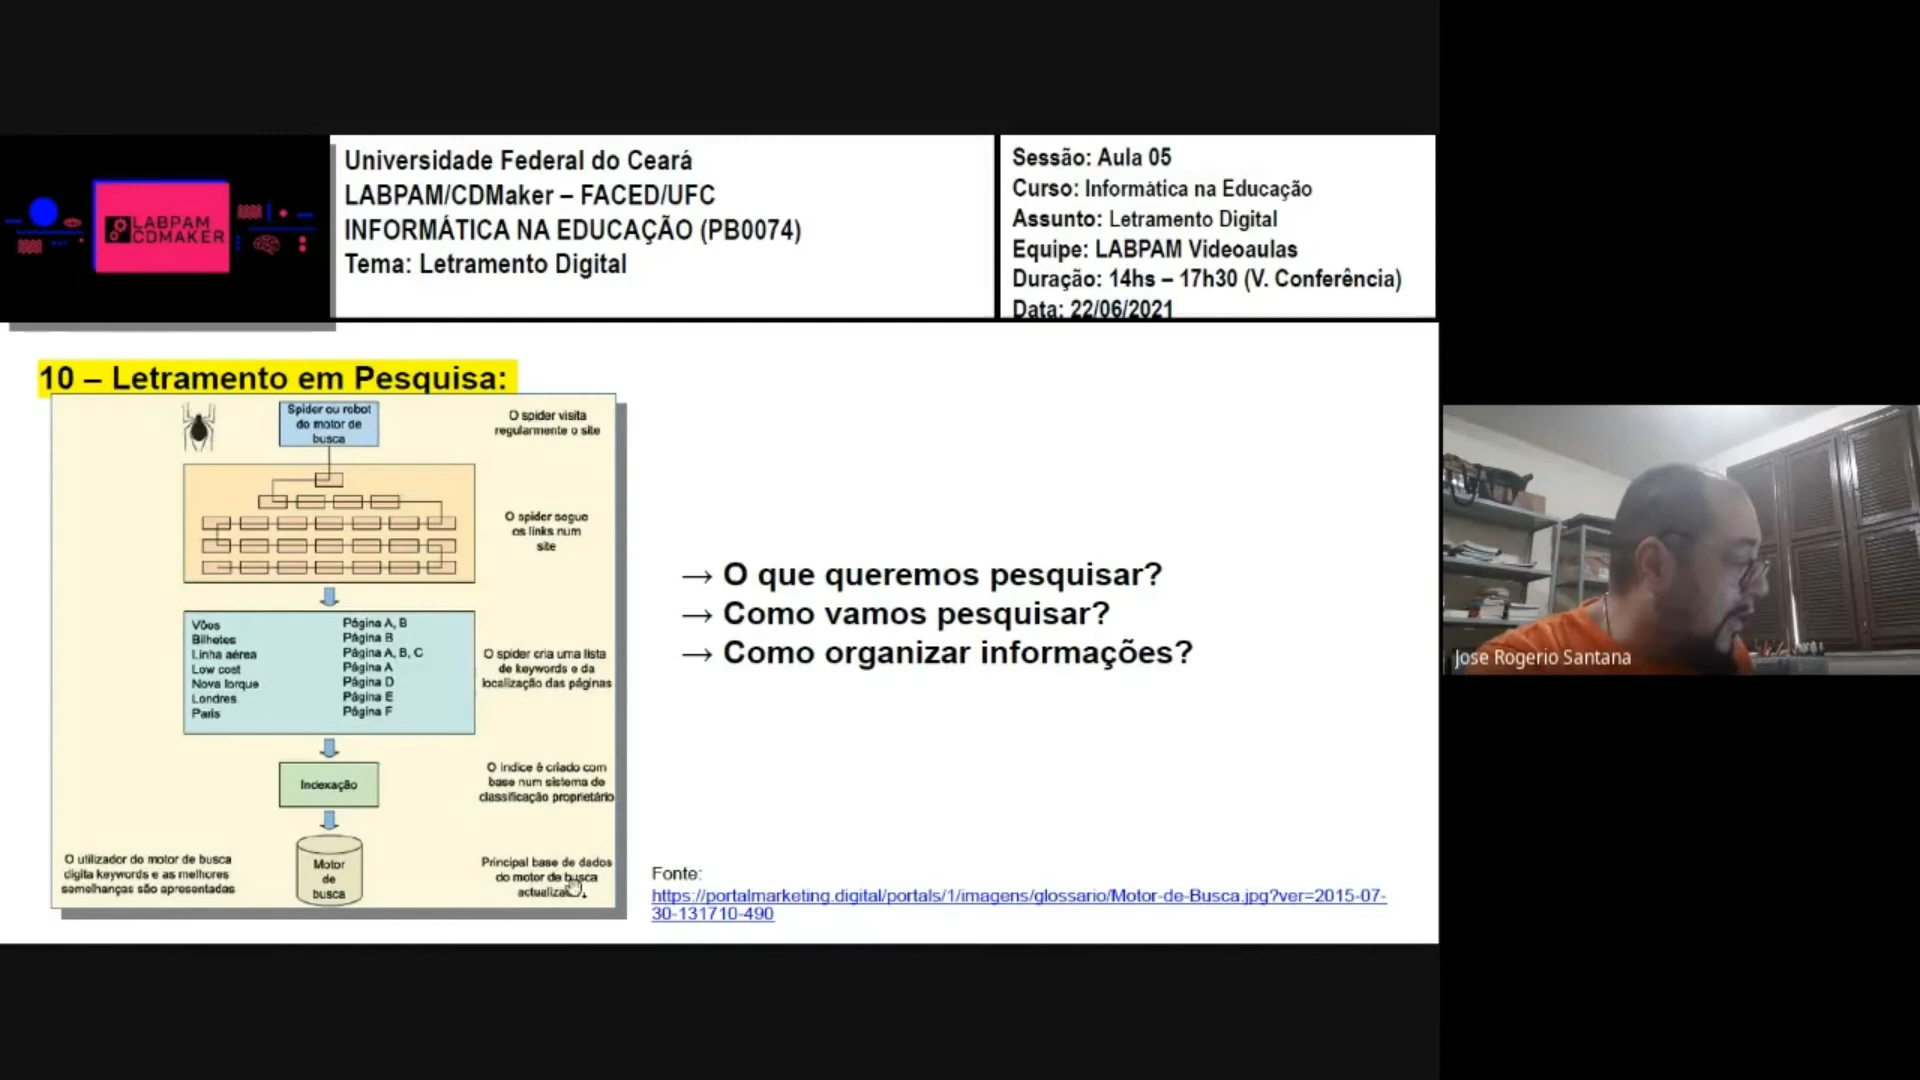 LABPAM
CDMAKER
Universidade Federal do Ceará
LABPAM/CDMaker – FACED/UFC
INFORMÁTICA NA EDUCAÇÃO (PB0074)
Tema: Letramento Digital
Sessão: Aula 05
Curso: Informática na Educação
Assunto: Letramento Digital
Equipe: LABPAM Videoaulas
Duração: 14hs – 17h30 (V. Conferência)
Data: 22/06/2021
10 – Letramento em Pesquisa:
Spider ou robot
do motor de
busca
O spider visita
regularmente o site
O spider segue
os links num
site
Vôos Página A, B
Bilhetes Página B
Linha aérea Página A, B, C
Low cost Página A
Nova Iorque Página D
Londres Página E
Paris Página F
O spider cria uma lista
de keywords e da
localização das páginas
Indexação
O índice é criado com
base num sistema de
classificação proprietário
O utilizador do motor de busca
digita keywords e as melhores
semelhanças são apresentadas
Motor
de
busca
Principal base de dados
do motor de busca
→ O que queremos pesquisar?
→ Como vamos pesquisar?
→ Como organizar informações?
Fonte:
https://portalmarketing.digital/portals/1/imagens/glossario/Motor-de-Busca.jpg?ver=2015-07-
30-131710-490
Jose Rogerio Santana